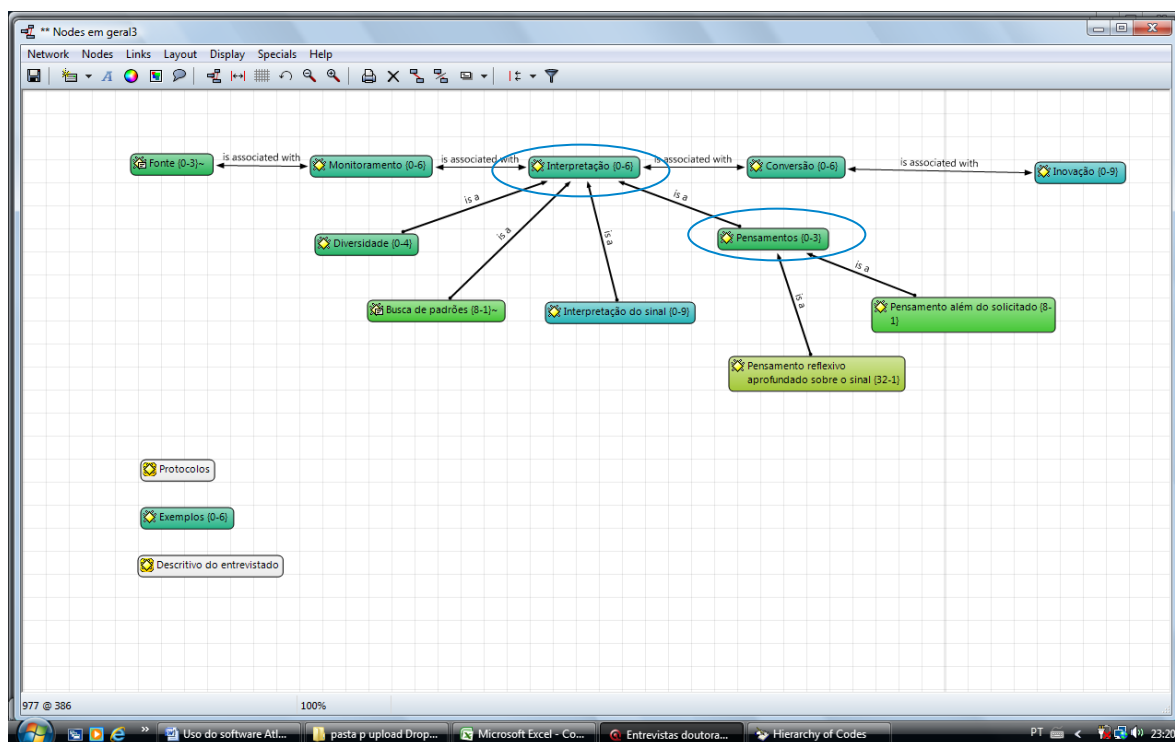 ** Nodes em geral3
Network Nodes Links Layout Display Specials Help
Fonte {0-3}~ is associated with Monitoramento {0-6} is associated with Interpretação {0-6} is associated with Conversão {0-6} is associated with Inovação {0-9}
is a is a
Diversidade {0-4} is a is a Pensamentos {0-3}
is a
Busca de padrões {8-1}~ Interpretação do sinal {0-9} is a Pensamento além do solicitado {8-
1}
Pensamento reflexivo
aprofundado sobre o sinal {32-1}
Protocolos
Exemplos {0-6}
Descritivo do entrevistado
977 @ 386 100%
Uso do software Atl... pasta p upload Drop... Microsoft Excel - Co... Entrevistas doutora... Hierarchy of Codes PT